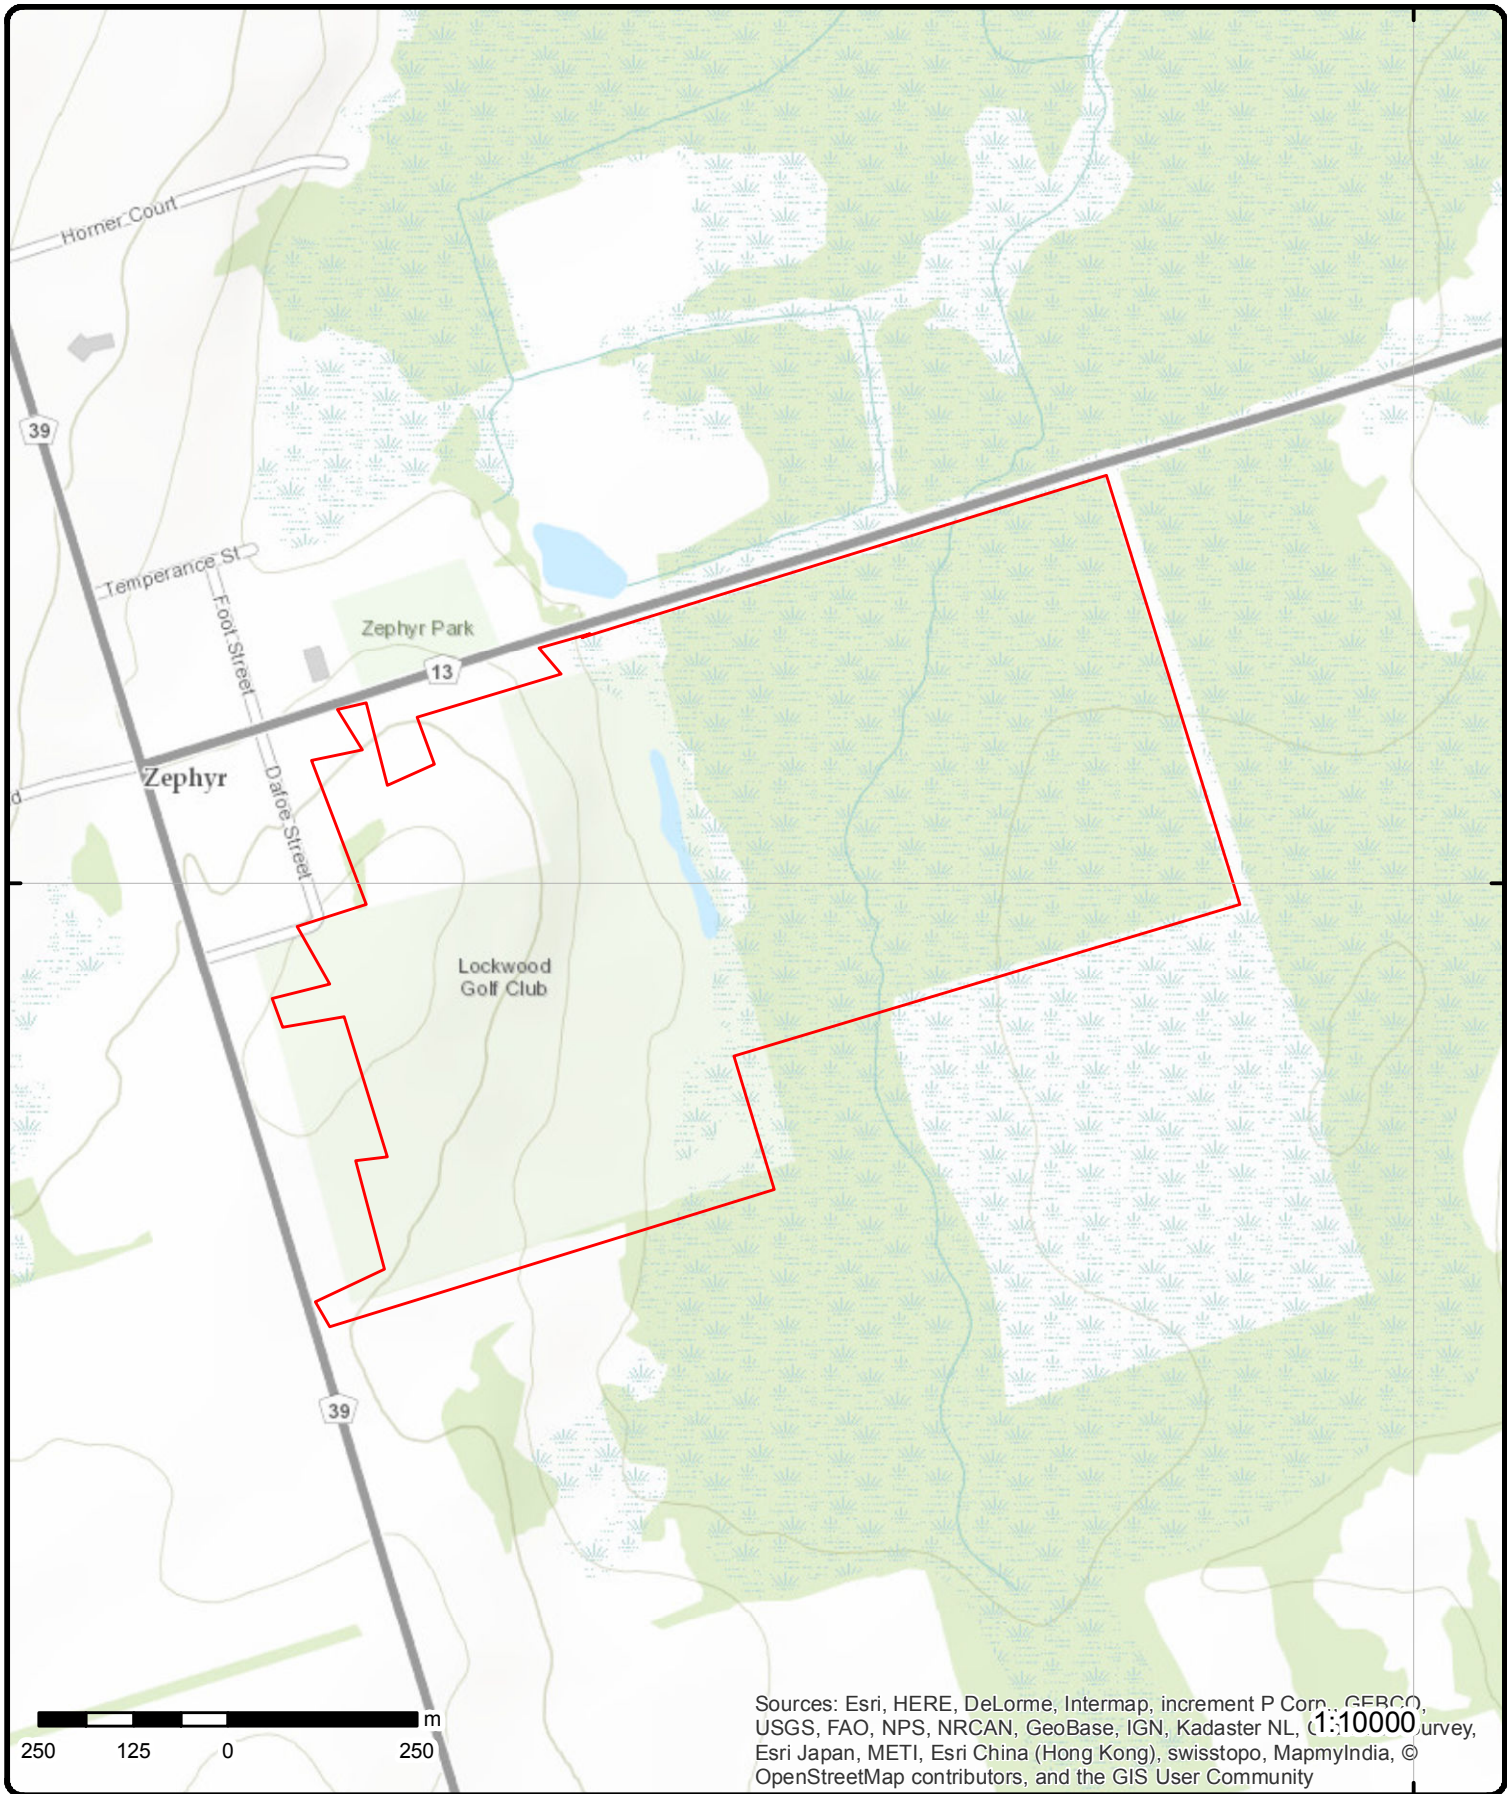 Horner Court
39
Temperance St
Foot Street
Zephyr Park
13
Zephyr
d
Dafoe Street
Lockwood
Golf Club
39
m
250 125 0 250
Sources: Esri, HERE, DeLorme, Intermap, increment P Corp., GEBCO,
USGS, FAO, NPS, NRCAN, GeoBase, IGN, Kadaster NL, urvey,
1:10000
Esri Japan, METI, Esri China (Hong Kong), swisstopo, MapmyIndia, ©
OpenStreetMap contributors, and the GIS User Community